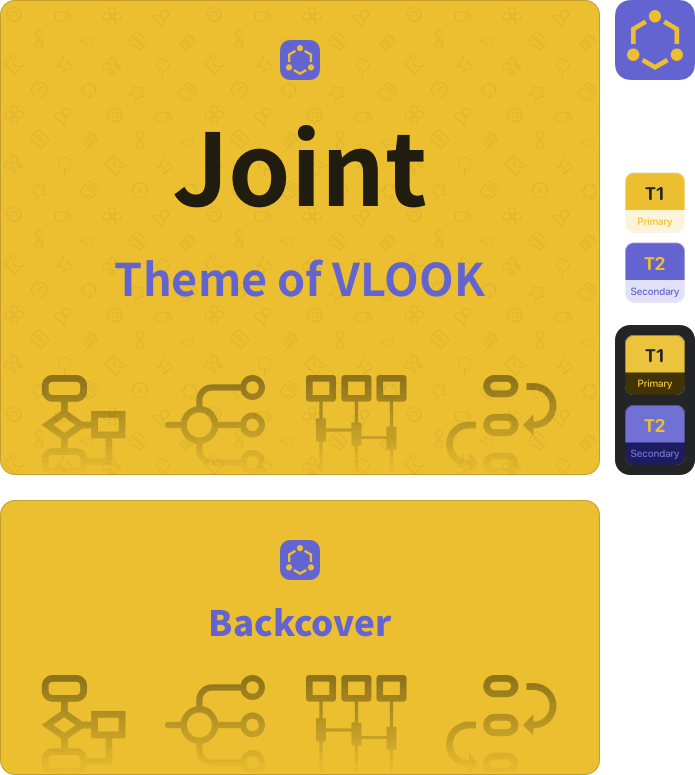 Joint
Theme of VLOOK
T1
Primary
T2
Secondary
T1
Primary
T2
Secondary
Backcover